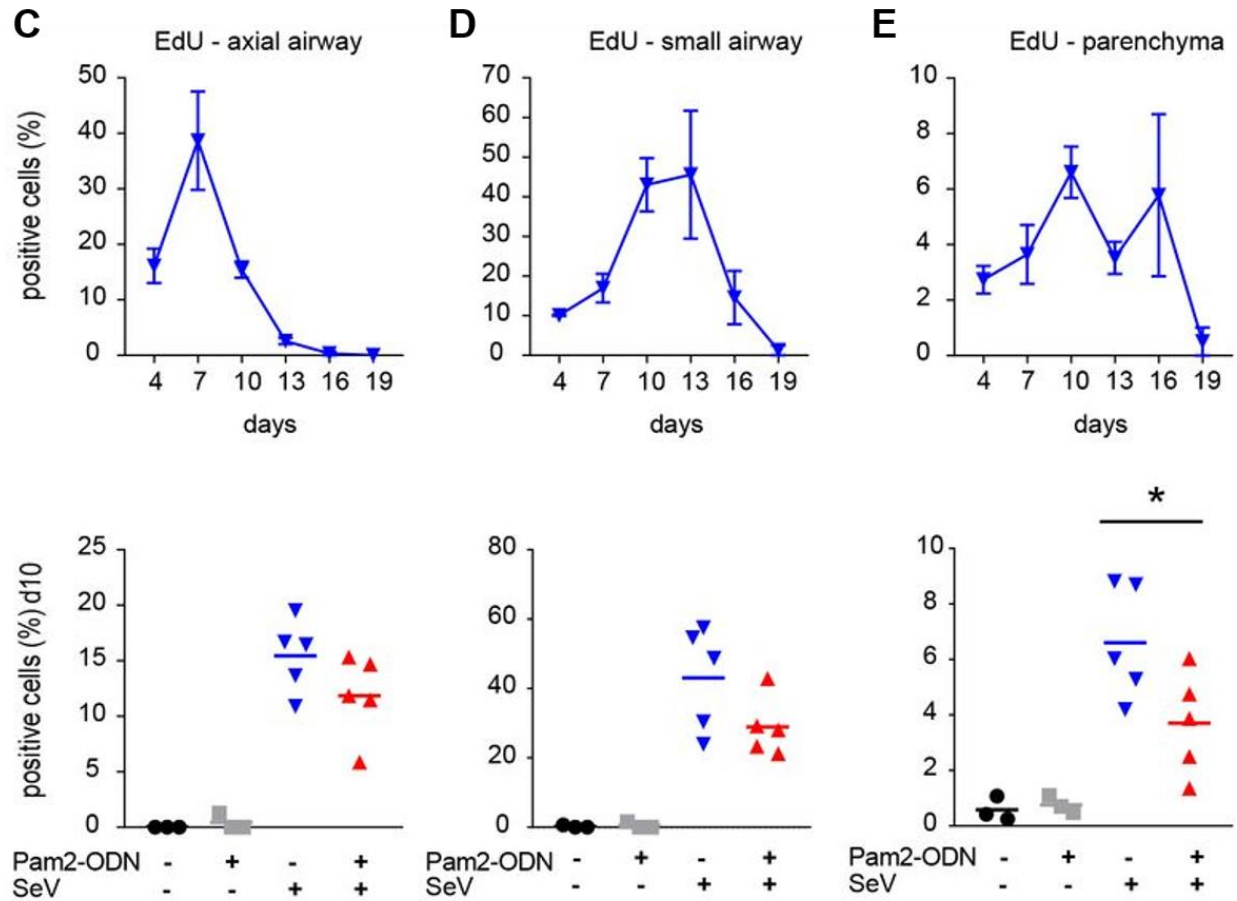 C
EdU - axial airway
positive cells (%)
50
40
30
20
10
0
4 7 10 13 16 19
days
D
EdU - small airway
70
60
50
40
30
20
10
0
4 7 10 13 16 19
days
E
EdU - parenchyma
10
8
6
4
2
0
4 7 10 13 16 19
days
positive cells (%) d10
25
20
15
10
5
0
Pam2-ODN - + - +
SeV - - + +
80
60
40
20
0
Pam2-ODN - + - +
SeV - - + +
*
10
8
6
4
2
0
Pam2-ODN - + - +
SeV - - + +